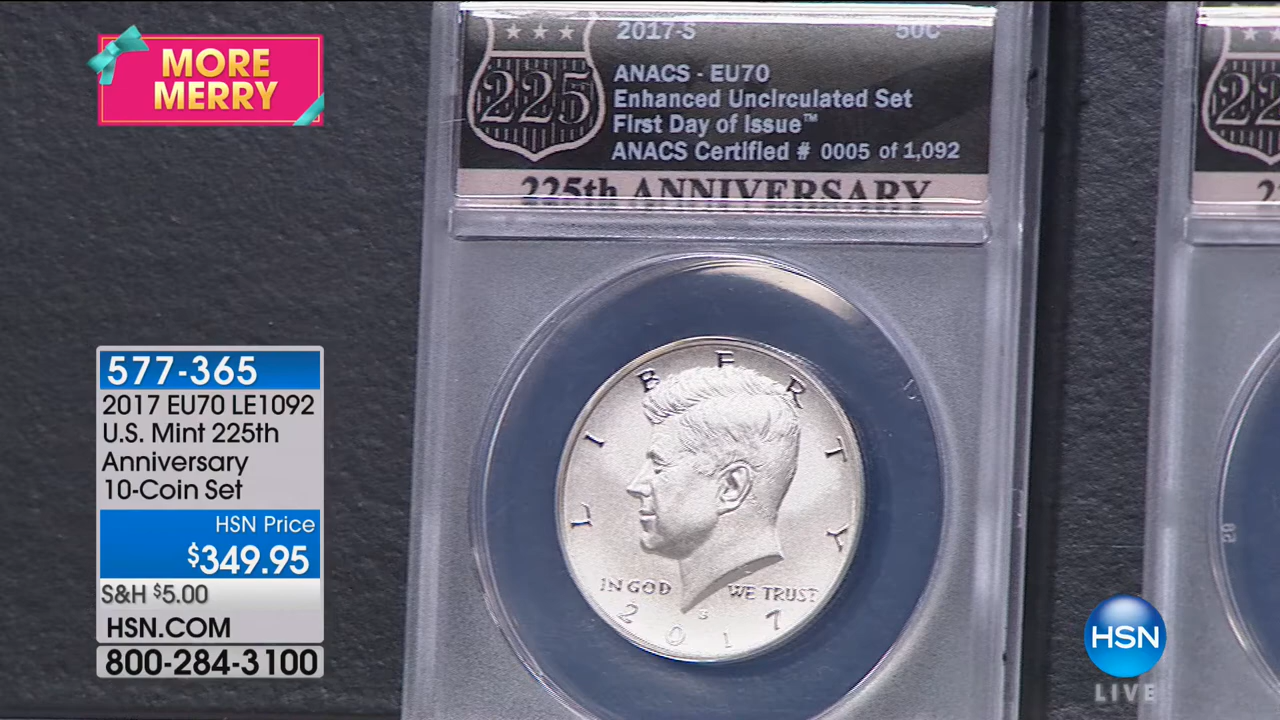 MORE
MERRY
577-365
2017 EU70 LE1092
U.S. Mint 225th
Anniversary
10-Coin Set
HSN Price
$349.95
S&H $5.00
HSN.COM
800-284-3100
225
2017-S 50C
ANACS - EU70
Enhanced Uncirculated Set
First Day of Issue™
ANACS Certified # 0005 of 1,092
225th ANNIVERSARY
LIBERTY
IN GOD WE TRUST
S
2017
HSN
LIVE